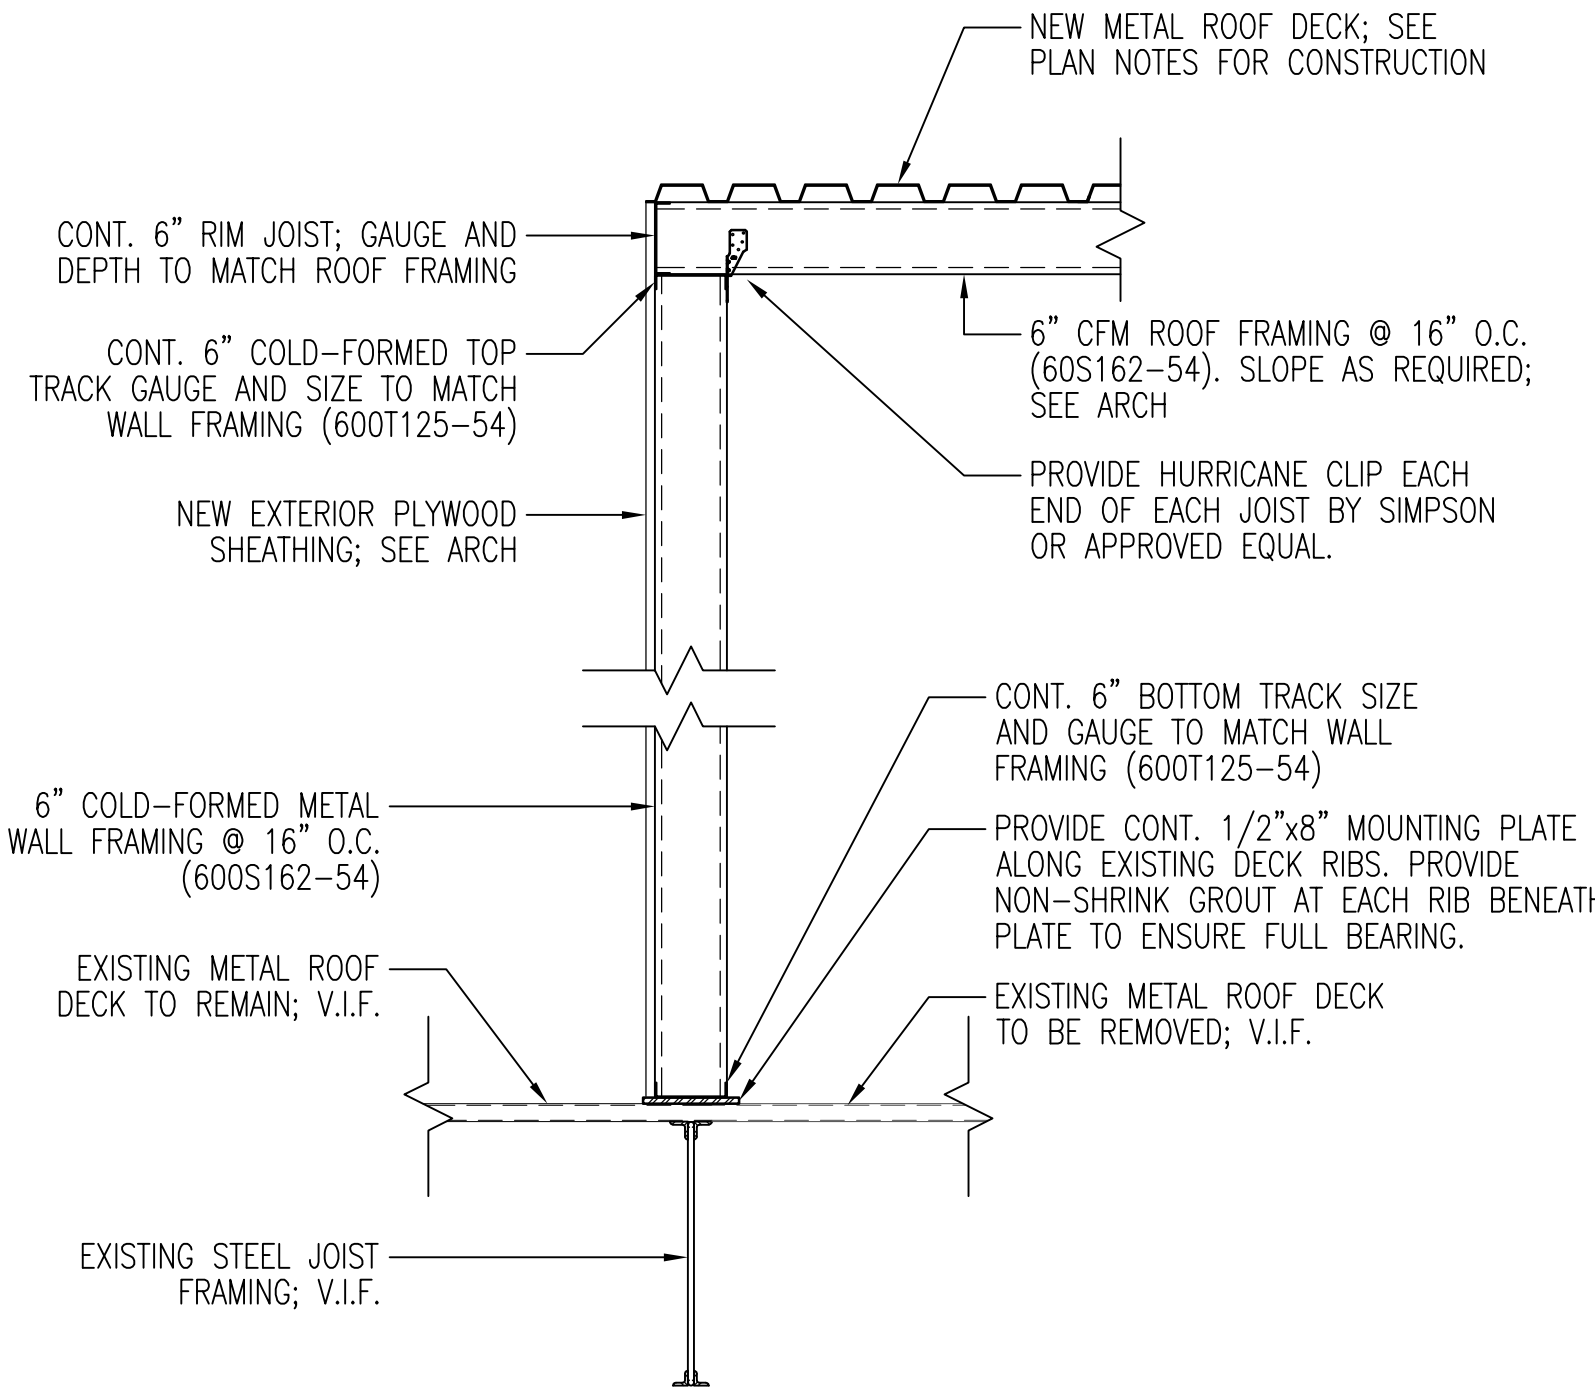 NEW METAL ROOF DECK; SEE
PLAN NOTES FOR CONSTRUCTION
CONT. 6" RIM JOIST; GAUGE AND
DEPTH TO MATCH ROOF FRAMING
CONT. 6" COLD-FORMED TOP
TRACK GAUGE AND SIZE TO MATCH
WALL FRAMING (600T125-54)
NEW EXTERIOR PLYWOOD
SHEATHING; SEE ARCH
6" CFM ROOF FRAMING @ 16" O.C.
(60S162-54). SLOPE AS REQUIRED;
SEE ARCH
PROVIDE HURRICANE CLIP EACH
END OF EACH JOIST BY SIMPSON
OR APPROVED EQUAL.
6" COLD-FORMED METAL
WALL FRAMING @ 16" O.C.
(600S162-54)
EXISTING METAL ROOF
DECK TO REMAIN; V.I.F.
CONT. 6" BOTTOM TRACK SIZE
AND GAUGE TO MATCH WALL
FRAMING (600T125-54)
PROVIDE CONT. 1/2"x8" MOUNTING PLATE
ALONG EXISTING DECK RIBS. PROVIDE
NON-SHRINK GROUT AT EACH RIB BENEATH
PLATE TO ENSURE FULL BEARING.
EXISTING METAL ROOF DECK
TO BE REMOVED; V.I.F.
EXISTING STEEL JOIST
FRAMING; V.I.F.